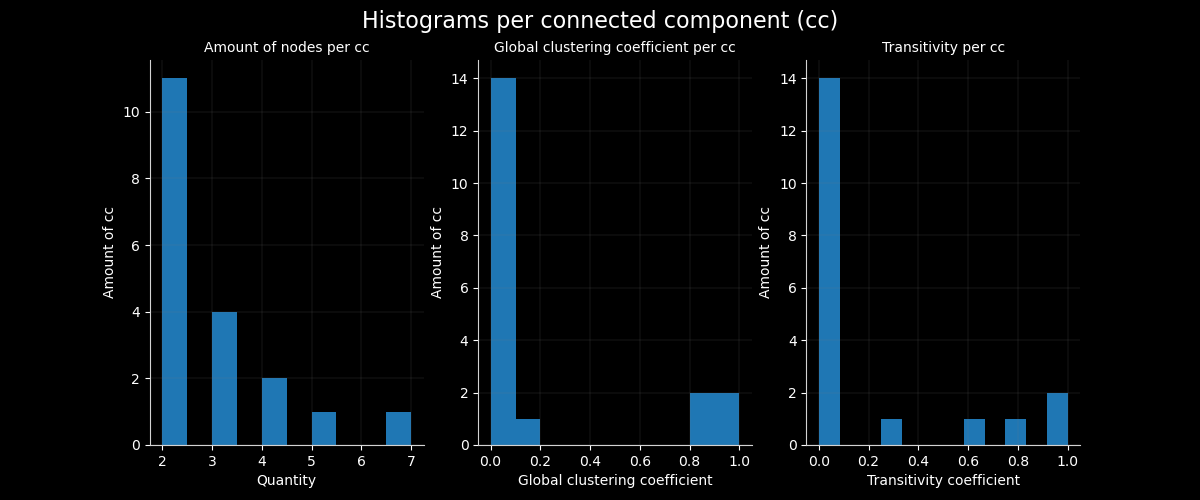 Histograms per connected component (cc)
Amount of nodes per cc
Amount of cc
0
2
4
6
8
10
2 3 4 5 6 7
Quantity
Global clustering coefficient per cc
Amount of cc
0
2
4
6
8
10
12
14
0.0 0.2 0.4 0.6 0.8 1.0
Global clustering coefficient
Transitivity per cc
Amount of cc
0
2
4
6
8
10
12
14
0.0 0.2 0.4 0.6 0.8 1.0
Transitivity coefficient